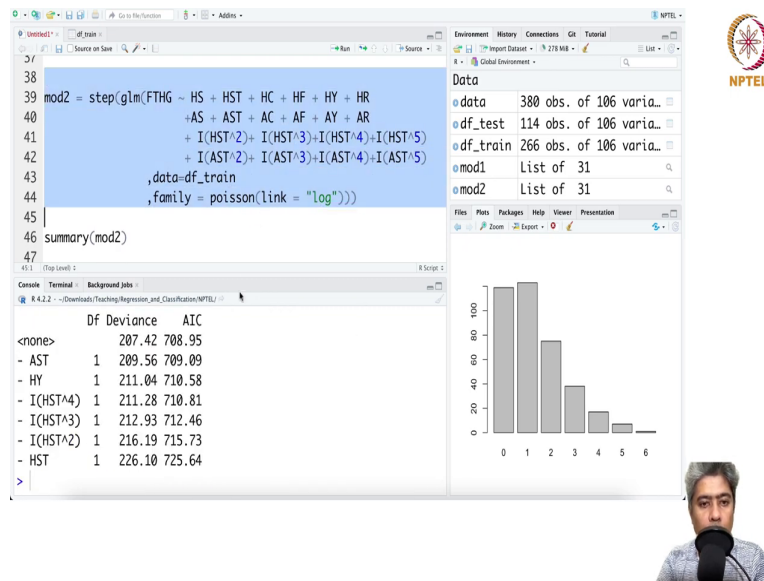 Go to file/function
Addins
NPTEL
Untitled1*
df_train
Source on Save
Run
Source
37
38
39 mod2 = step(glm(FTHG ~ HS + HST + HC + HF + HY + HR
40 +AS + AST + AC + AF + AY + AR
41 + I(HST^2)+ I(HST^3)+I(HST^4)+I(HST^5)
42 + I(AST^2)+ I(AST^3)+I(AST^4)+I(AST^5)
43 ,data=df_train
44 ,family = poisson(link = "log")))
45
46 summary(mod2)
47
45:1 (Top Level) R Script
Console Terminal Background Jobs
R 4.2.2 · ~/Downloads/Teaching/Regression_and_Classification/NPTEL/
Df Deviance AIC
<none> 207.42 708.95
- AST 1 209.56 709.09
- HY 1 211.04 710.58
- I(HST^4) 1 211.28 710.81
- I(HST^3) 1 212.93 712.46
- I(HST^2) 1 216.19 715.73
- HST 1 226.10 725.64
>
Environment History Connections Git Tutorial
Import Dataset 278 MiB List
R Global Environment
Data
data 380 obs. of 106 varia…
df_test 114 obs. of 106 varia…
df_train 266 obs. of 106 varia…
mod1 List of 31
mod2 List of 31
Files Plots Packages Help Viewer Presentation
Zoom Export
100
80
60
40
20
0
0 1 2 3 4 5 6
NPTEL